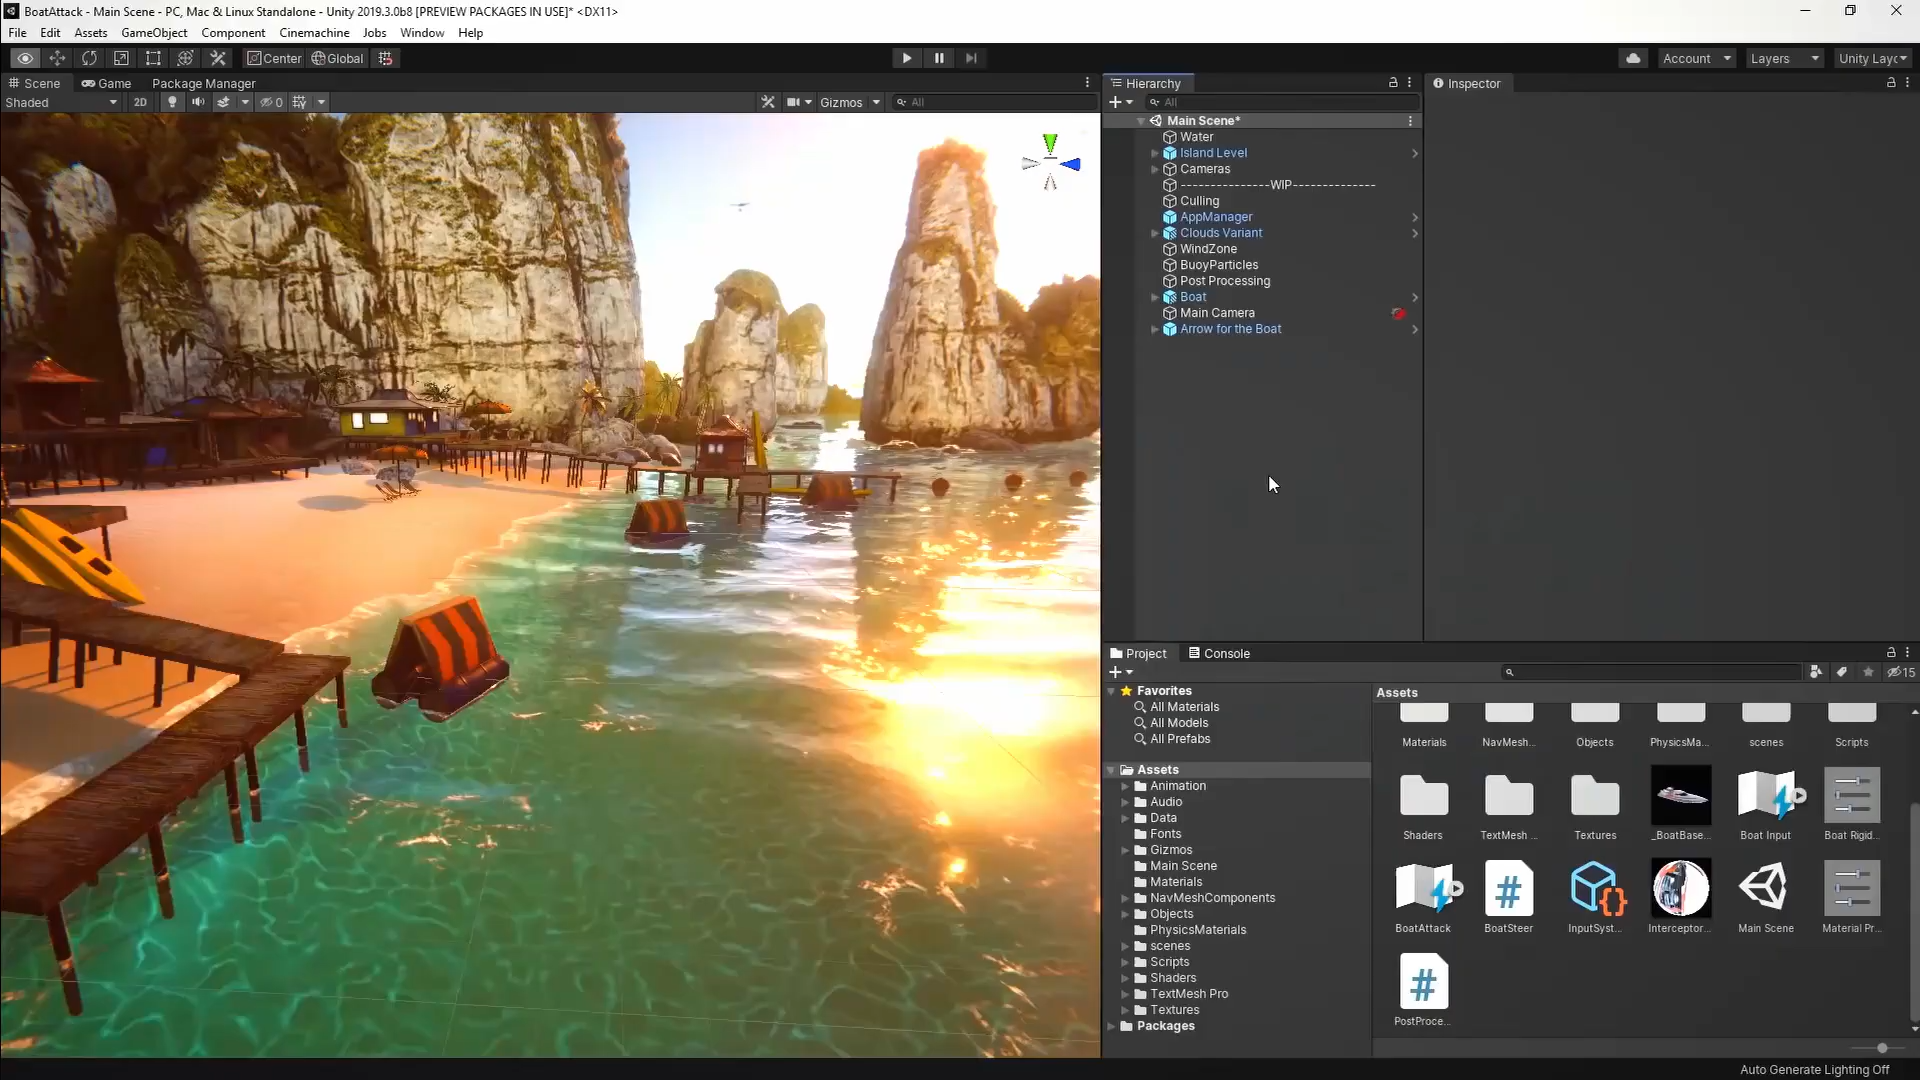 BoatAttack - Main Scene - PC, Mac & Linux Standalone - Unity 2019.3.0b8 [PREVIEW PACKAGES IN USE]* <DX11>
File Edit Assets GameObject Component Cinemachine Jobs Window Help
Center Global Account Layers Unity Layc
Scene Game Package Manager
Shaded 2D 0 Gizmos All
Hierarchy
All
Main Scene*
Water
Island Level
Cameras
---------------WIP--------------
Culling
AppManager
Clouds Variant
WindZone
BuoyParticles
Post Processing
Boat
Main Camera
Arrow for the Boat
Inspector
Project Console
15
Favorites
All Materials
All Models
All Prefabs
Assets
Animation
Audio
Data
Fonts
Gizmos
Main Scene
Materials
NavMeshComponents
Objects
PhysicsMaterials
scenes
Scripts
Shaders
TextMesh Pro
Textures
Packages
Assets
Materials NavMesh... Objects PhysicsMa... scenes Scripts
Shaders TextMesh ... Textures _BoatBase... Boat Input Boat Rigid...
BoatAttack BoatSteer InputSyst... Interceptor... Main Scene Material Pr...
PostProce...
Auto Generate Lighting Off